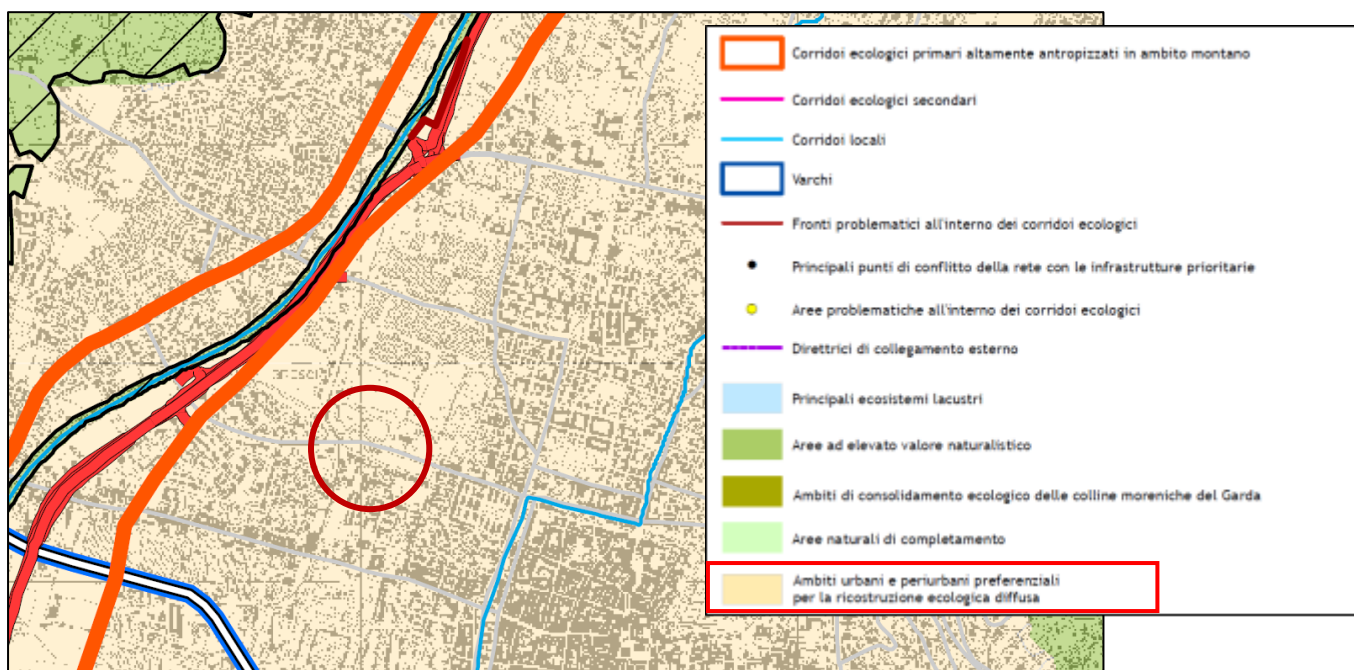 Corridoi ecologici primari altamente antropizzati in ambito montano
Corridoi ecologici secondari
Corridoi locali
Varchi
Fronti problematici all'interno dei corridoi ecologici
Principali punti di conflitto della rete con le infrastrutture prioritarie
Aree problematiche all'interno dei corridoi ecologici
Direttrici di collegamento esterno
Principali ecosistemi lacustri
Aree ad elevato valore naturalistico
Ambiti di consolidamento ecologico delle colline moreniche del Garda
Aree naturali di completamento
Ambiti urbani e periurbani preferenziali
per la ricostruzione ecologica diffusa